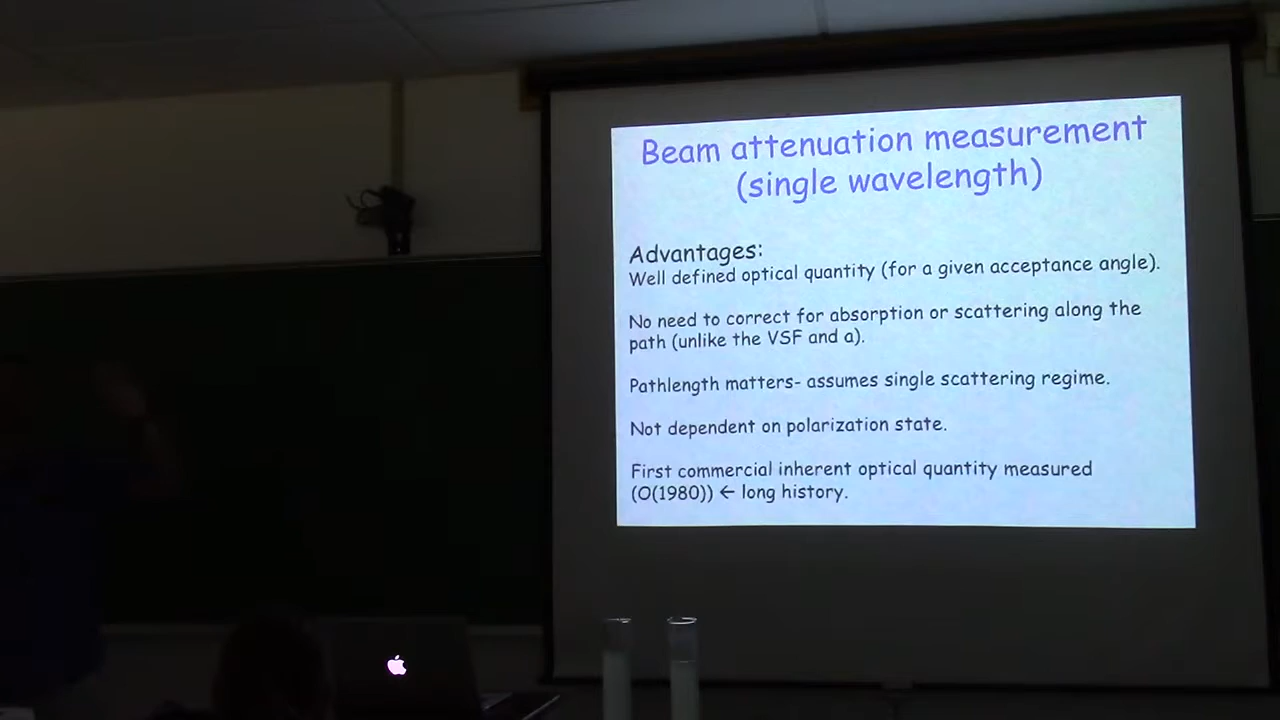 Beam attenuation measurement
(single wavelength)
Advantages:
Well defined optical quantity (for a given acceptance angle).
No need to correct for absorption or scattering along the
path (unlike the VSF and a).
Pathlength matters- assumes single scattering regime.
Not dependent on polarization state.
First commercial inherent optical quantity measured
(O(1980)) ← long history.